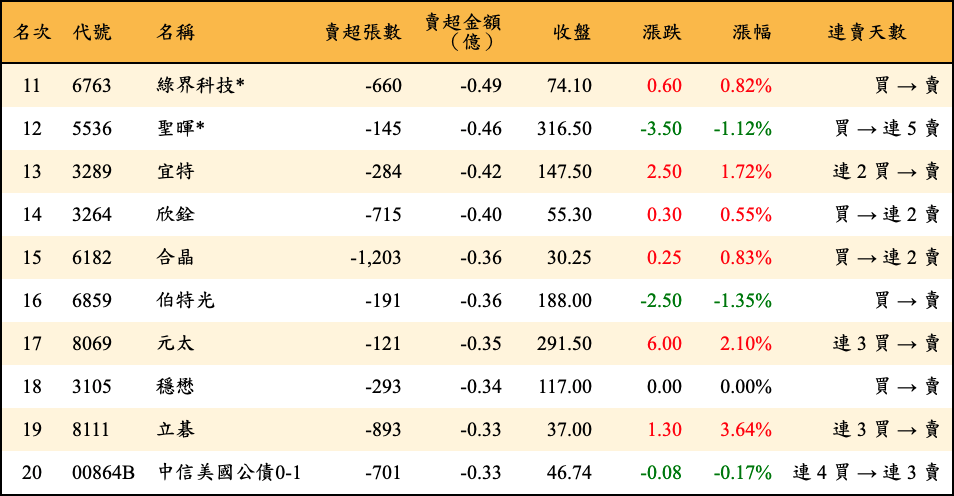 名次 代號 名稱 賣超張數 賣超金額（億） 收盤 漲跌 漲幅 連賣天數
11 6763 綠界科技* -660 -0.49 74.10 0.60 0.82% 買 → 賣
12 5536 聖暉* -145 -0.46 316.50 -3.50 -1.12% 買 → 連 5 賣
13 3289 宜特 -284 -0.42 147.50 2.50 1.72% 連 2 買 → 賣
14 3264 欣銓 -715 -0.40 55.30 0.30 0.55% 買 → 連 2 賣
15 6182 合晶 -1,203 -0.36 30.25 0.25 0.83% 買 → 連 2 賣
16 6859 伯特光 -191 -0.36 188.00 -2.50 -1.35% 買 → 賣
17 8069 元太 -121 -0.35 291.50 6.00 2.10% 連 3 買 → 賣
18 3105 穩懋 -293 -0.34 117.00 0.00 0.00% 買 → 賣
19 8111 立碁 -893 -0.33 37.00 1.30 3.64% 連 3 買 → 賣
20 00864B 中信美國公債0-1 -701 -0.33 46.74 -0.08 -0.17% 連 4 買 → 連 3 賣